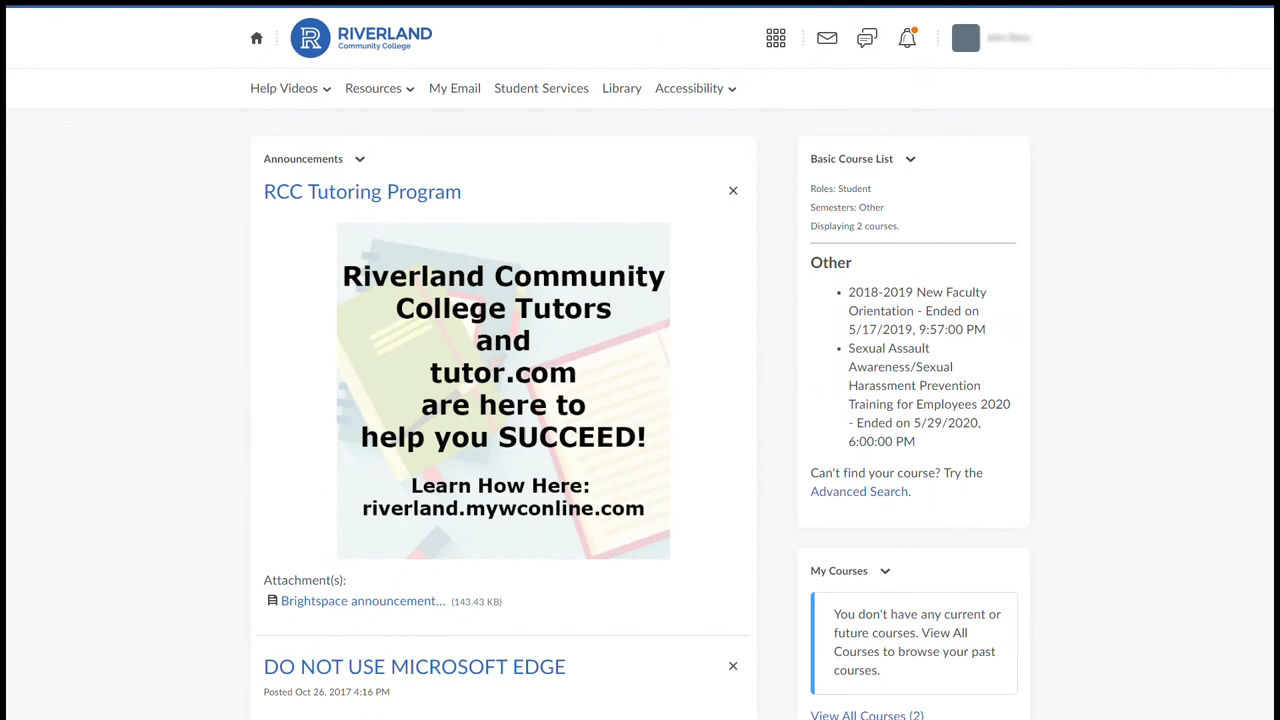 RIVERLAND
Community College
Help Videos
Resources
My Email
Student Services
Library
Accessibility
Announcements
RCC Tutoring Program
Riverland Community
College Tutors
and
tutor.com
are here to
help you SUCCEED!
Learn How Here:
riverland.mywconline.com
Attachment(s):
Brightspace announcement... (143.43 KB)
DO NOT USE MICROSOFT EDGE
Posted Oct 26, 2017 4:16 PM
Basic Course List
Roles: Student
Semesters: Other
Displaying 2 courses.
Other
2018-2019 New Faculty
Orientation - Ended on
5/17/2019, 9:57:00 PM
Sexual Assault
Awareness/Sexual
Harassment Prevention
Training for Employees 2020
- Ended on 5/29/2020,
6:00:00 PM
Can't find your course? Try the
Advanced Search.
My Courses
You don't have any current or
future courses. View All
Courses to browse your past
courses.
View All Courses (2)